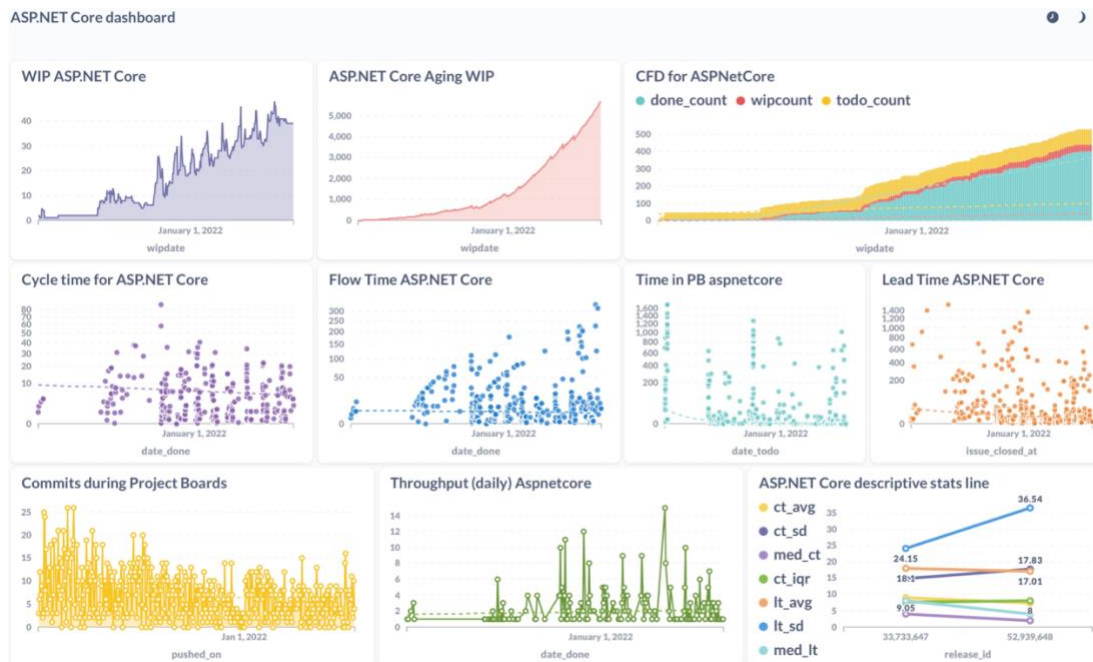 ASP.NET Core dashboard
WIP ASP.NET Core
40
30
20
10
0
January 1, 2022
wipdate
ASP.NET Core Aging WIP
5,000
4,000
3,000
2,000
1,000
0
January 1, 2022
wipdate
CFD for ASPNetCore
done_count wipcount todo_count
500
400
300
200
100
0
January 1, 2022
wipdate
Cycle time for ASP.NET Core
80
70
60
50
40
30
20
10
0
January 1, 2022
date_done
Flow Time ASP.NET Core
300
250
200
150
100
50
0
January 1, 2022
date_done
Time in PB aspnetcore
1,600
1,400
1,200
1,000
800
600
400
200
0
January 1, 2022
date_todo
Lead Time ASP.NET Core
1,400
1,200
1,000
800
600
400
200
0
January 1, 2022
issue_closed_at
Commits during Project Boards
25
20
15
10
5
0
Jan 1, 2022
pushed_on
Throughput (daily) Aspnetcore
14
12
10
8
6
4
2
0
January 1, 2022
date_done
ASP.NET Core descriptive stats line
ct_avg
ct_sd
med_ct
ct_iqr
lt_avg
lt_sd
med_lt
35
30
25
20
15
10
5
0
36.54
24.15
17.83
17.01
9.05
8
33,733,647 52,939,648
release_id